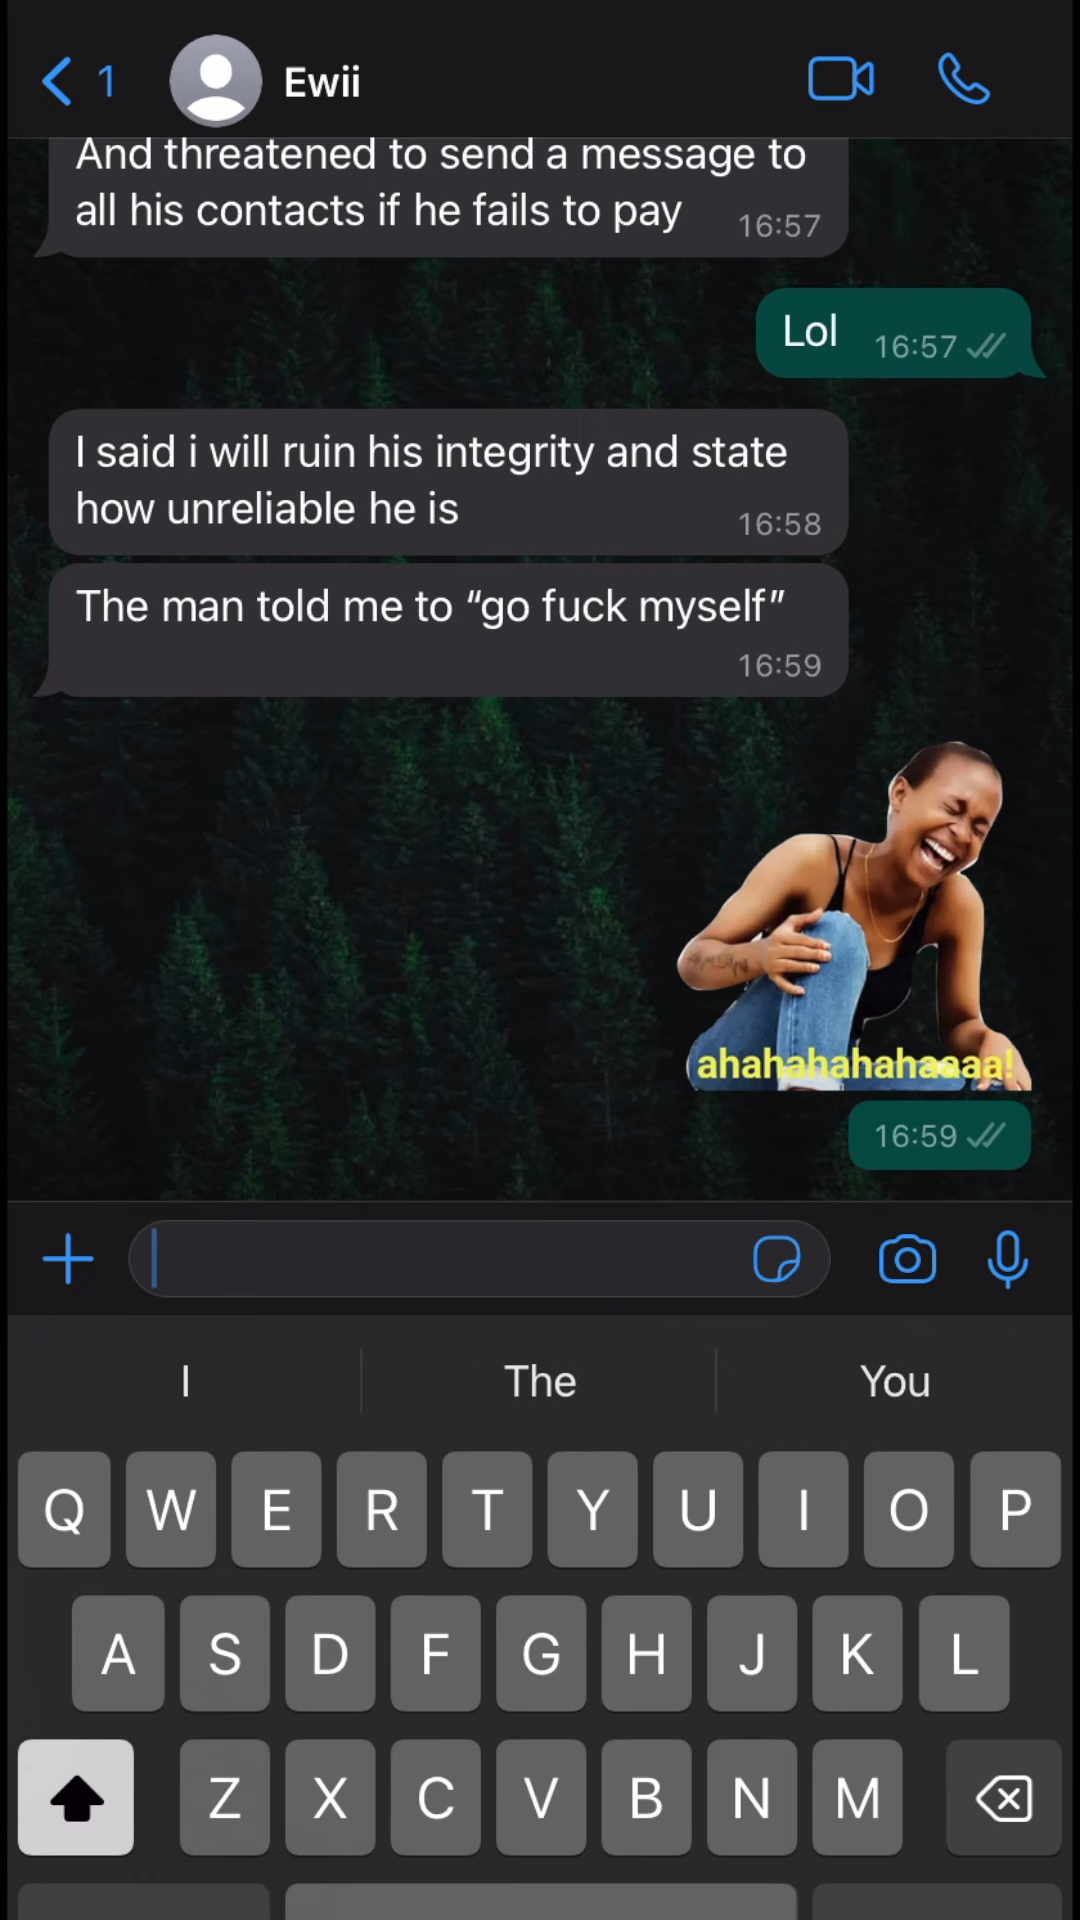 1
Ewii
And threatened to send a message to
all his contacts if he fails to pay
16:57
Lol
16:57
I said i will ruin his integrity and state
how unreliable he is
16:58
The man told me to “go fuck myself”
16:59
ahahahahahaaaa!
16:59
I The You
Q W E R T Y U I O P
A S D F G H J K L
Z X C V B N M